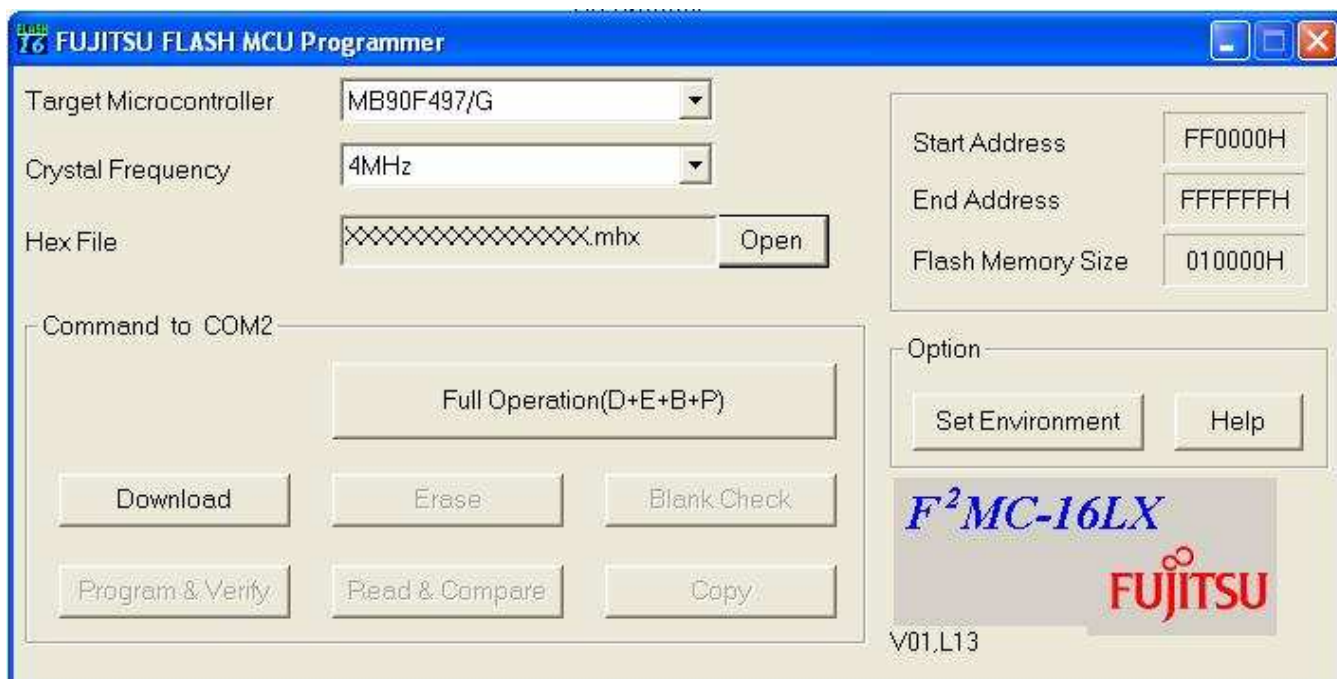 FUJITSU FLASH MCU Programmer
Target Microcontroller MB90F497/G
Crystal Frequency 4MHz
Hex File XXXXXXXXXXXXXXX.mhx Open
Start Address FF0000H
End Address FFFFFFH
Flash Memory Size 010000H
Command to COM2
Full Operation(D+E+B+P)
Download Erase Blank Check
Program & Verify Read & Compare Copy
Option
Set Environment Help
F²MC-16LX
FUJITSU
V01,L13